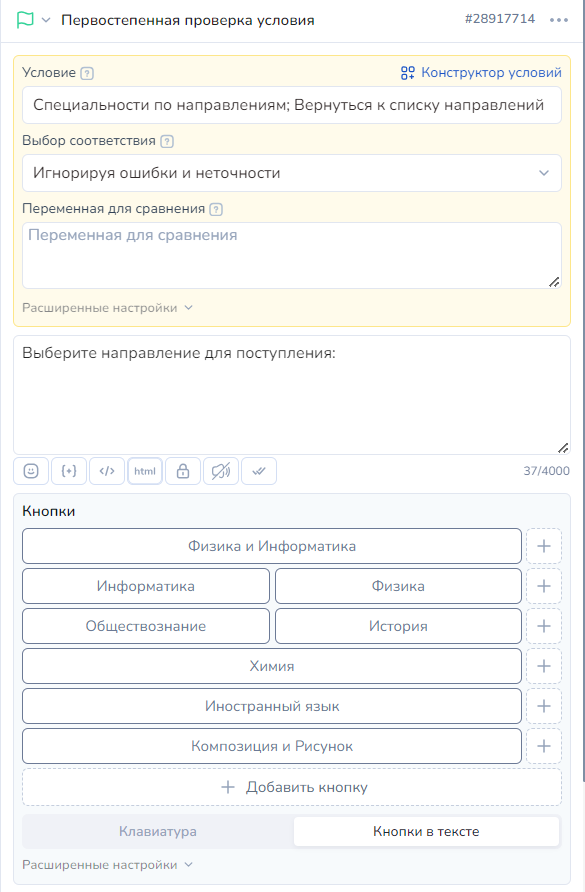 Первостепенная проверка условия #28917714
Условие ? Конструктор условий
Специальности по направлениям; Вернуться к списку направлений
Выбор соответствия ?
Игнорируя ошибки и неточности
Переменная для сравнения ?
Переменная для сравнения
Расширенные настройки
Выберите направление для поступления:
{+} </> html 37/4000
Кнопки
Физика и Информатика +
Информатика Физика +
Обществознание История +
Химия +
Иностранный язык +
Композиция и Рисунок +
+ Добавить кнопку
Клавиатура Кнопки в тексте
Расширенные настройки